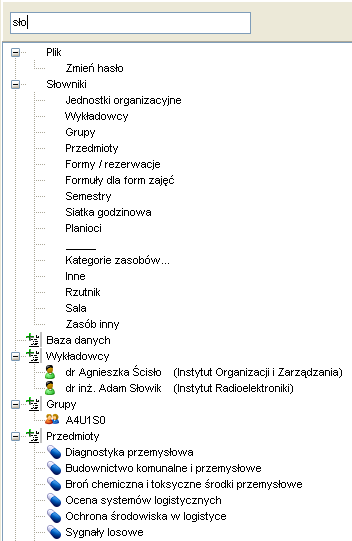 sło
Plik
Zmień hasło
Słowniki
Jednostki organizacyjne
Wykładowcy
Grupy
Przedmioty
Formy / rezerwacje
Formuły dla form zajęć
Semestry
Siatka godzinowa
Planioci
_____
Kategorie zasobów...
Inne
Rzutnik
Sala
Zasób inny
Baza danych
Wykładowcy
dr Agnieszka Ścisło (Instytut Organizacji i Zarządzania)
dr inż. Adam Słowik (Instytut Radioelektroniki)
Grupy
A4U1S0
Przedmioty
Diagnostyka przemysłowa
Budownictwo komunalne i przemysłowe
Broń chemiczna i toksyczne środki przemysłowe
Ocena systemów logistycznych
Ochrona środowiska w logistyce
Sygnały losowe